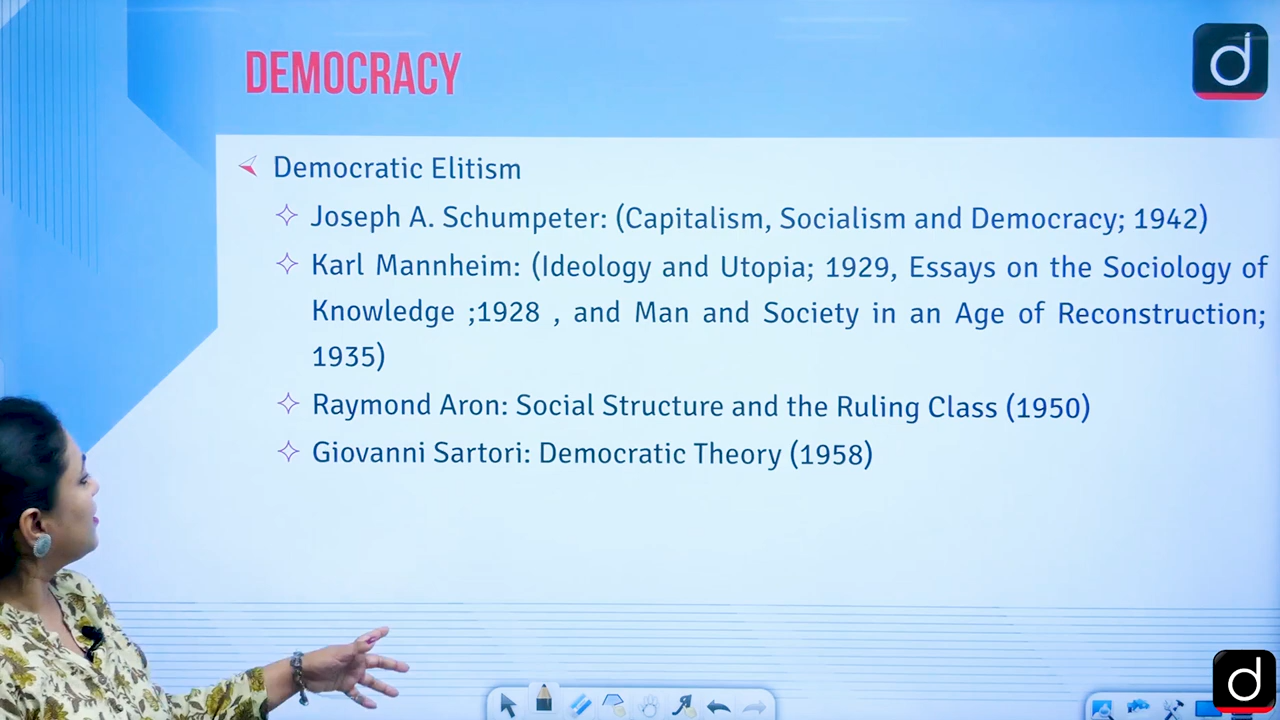 DEMOCRACY
d
Democratic Elitism
Joseph A. Schumpeter: (Capitalism, Socialism and Democracy; 1942)
Karl Mannheim: (Ideology and Utopia; 1929, Essays on the Sociology of
Knowledge ;1928 , and Man and Society in an Age of Reconstruction;
1935)
Raymond Aron: Social Structure and the Ruling Class (1950)
Giovanni Sartori: Democratic Theory (1958)
d